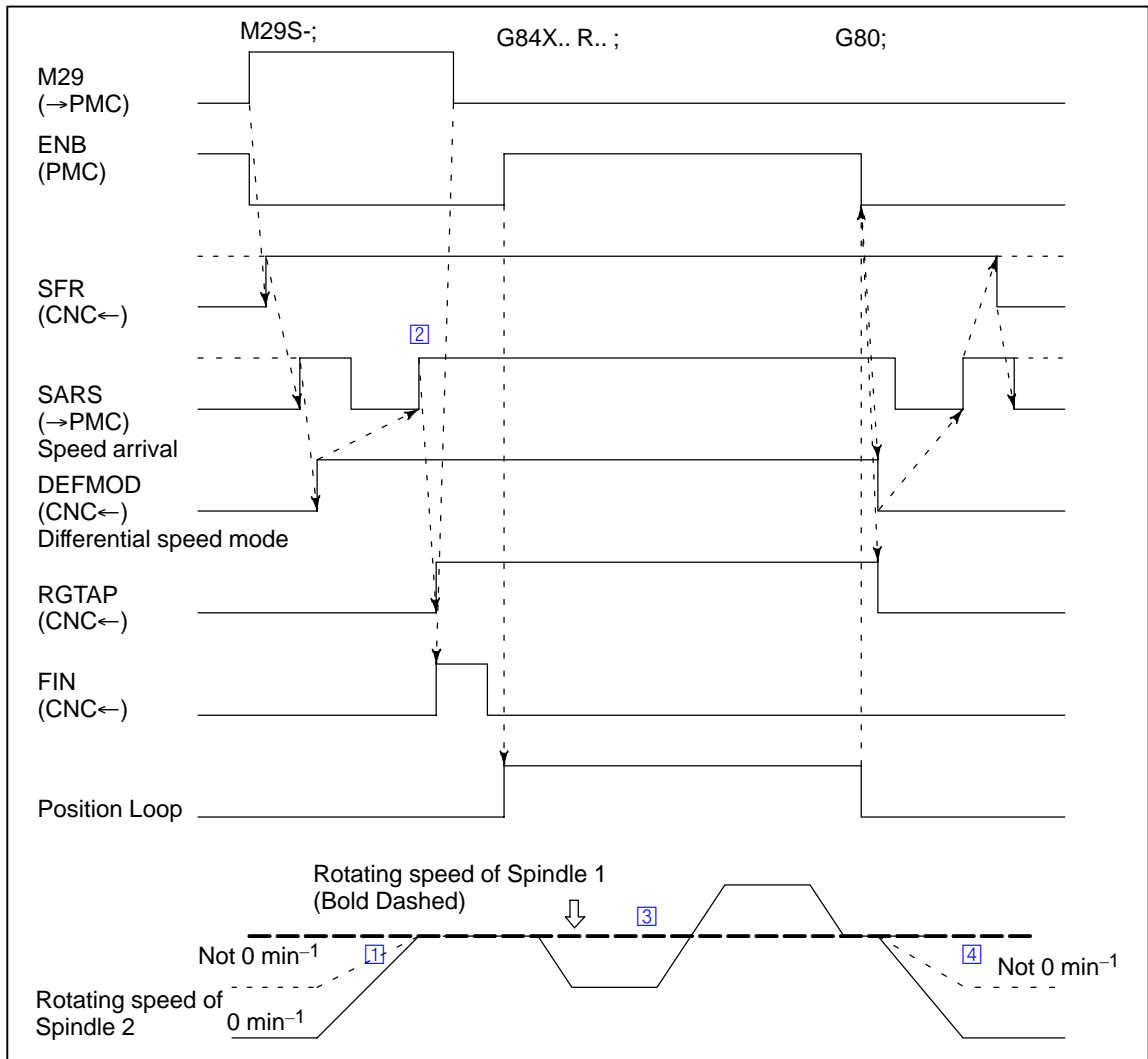 M29S-;
G84X.. R.. ;
G80;
M29
(→PMC)
ENB
(PMC)
SFR
(CNC←)
2
SARS
(→PMC)
Speed arrival
DEFMOD
(CNC←)
Differential speed mode
RGTAP
(CNC←)
FIN
(CNC←)
Position Loop
Rotating speed of Spindle 1
(Bold Dashed)
3
Not 0 min⁻¹
1
4
Not 0 min⁻¹
Rotating speed of
Spindle 2
0 min⁻¹